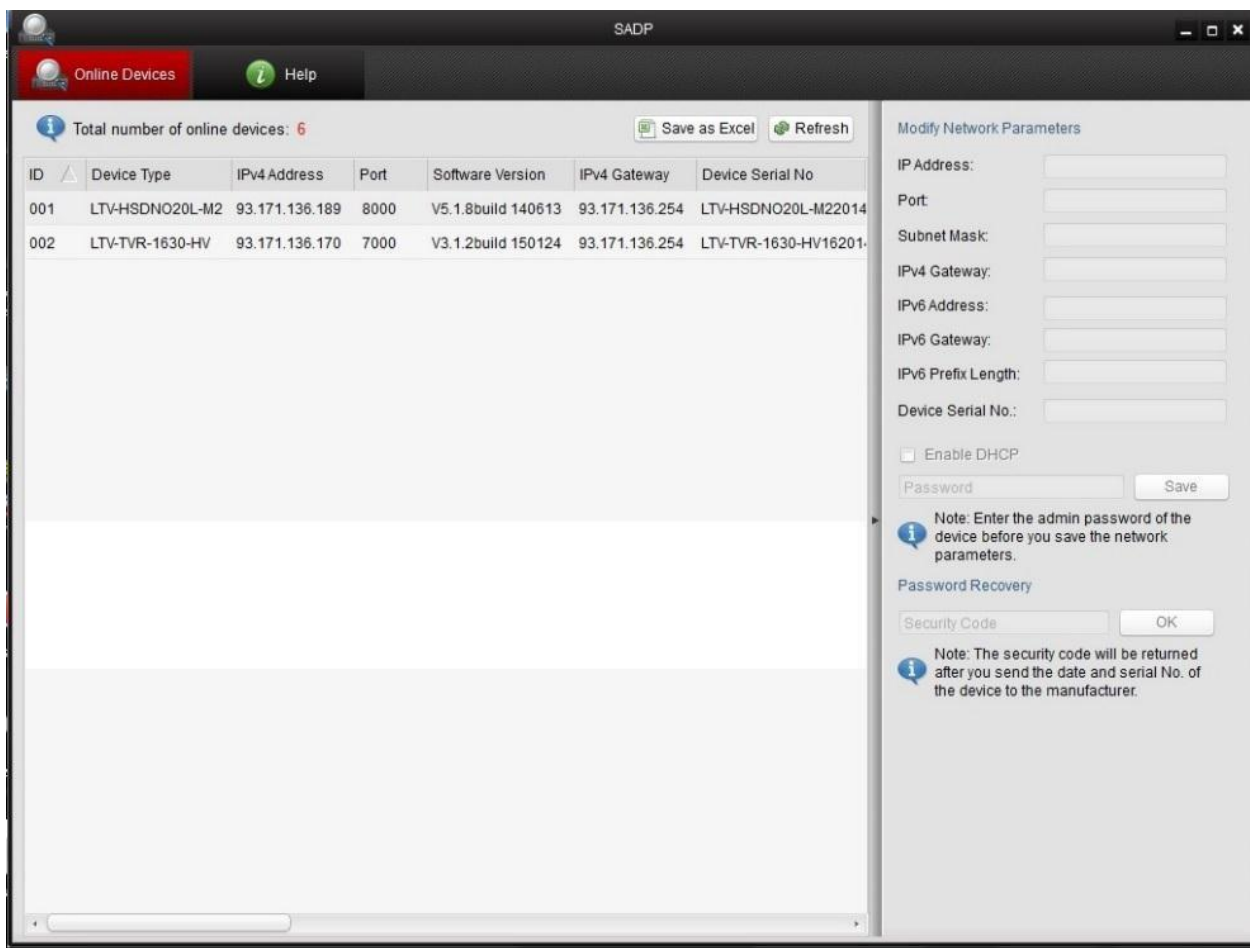 SADP
Online Devices
Help
Total number of online devices: 6
Save as Excel
Refresh
ID Device Type IPv4 Address Port Software Version IPv4 Gateway Device Serial No
001 LTV-HSDNO20L-M2 93.171.136.189 8000 V5.1.8build 140613 93.171.136.254 LTV-HSDNO20L-M22014
002 LTV-TVR-1630-HV 93.171.136.170 7000 V3.1.2build 150124 93.171.136.254 LTV-TVR-1630-HV16201
Modify Network Parameters
IP Address:
Port:
Subnet Mask:
IPv4 Gateway:
IPv6 Address:
IPv6 Gateway:
IPv6 Prefix Length:
Device Serial No.:
Enable DHCP
Password
Save
Note: Enter the admin password of the
device before you save the network
parameters.
Password Recovery
Security Code
OK
Note: The security code will be returned
after you send the date and serial No. of
the device to the manufacturer.